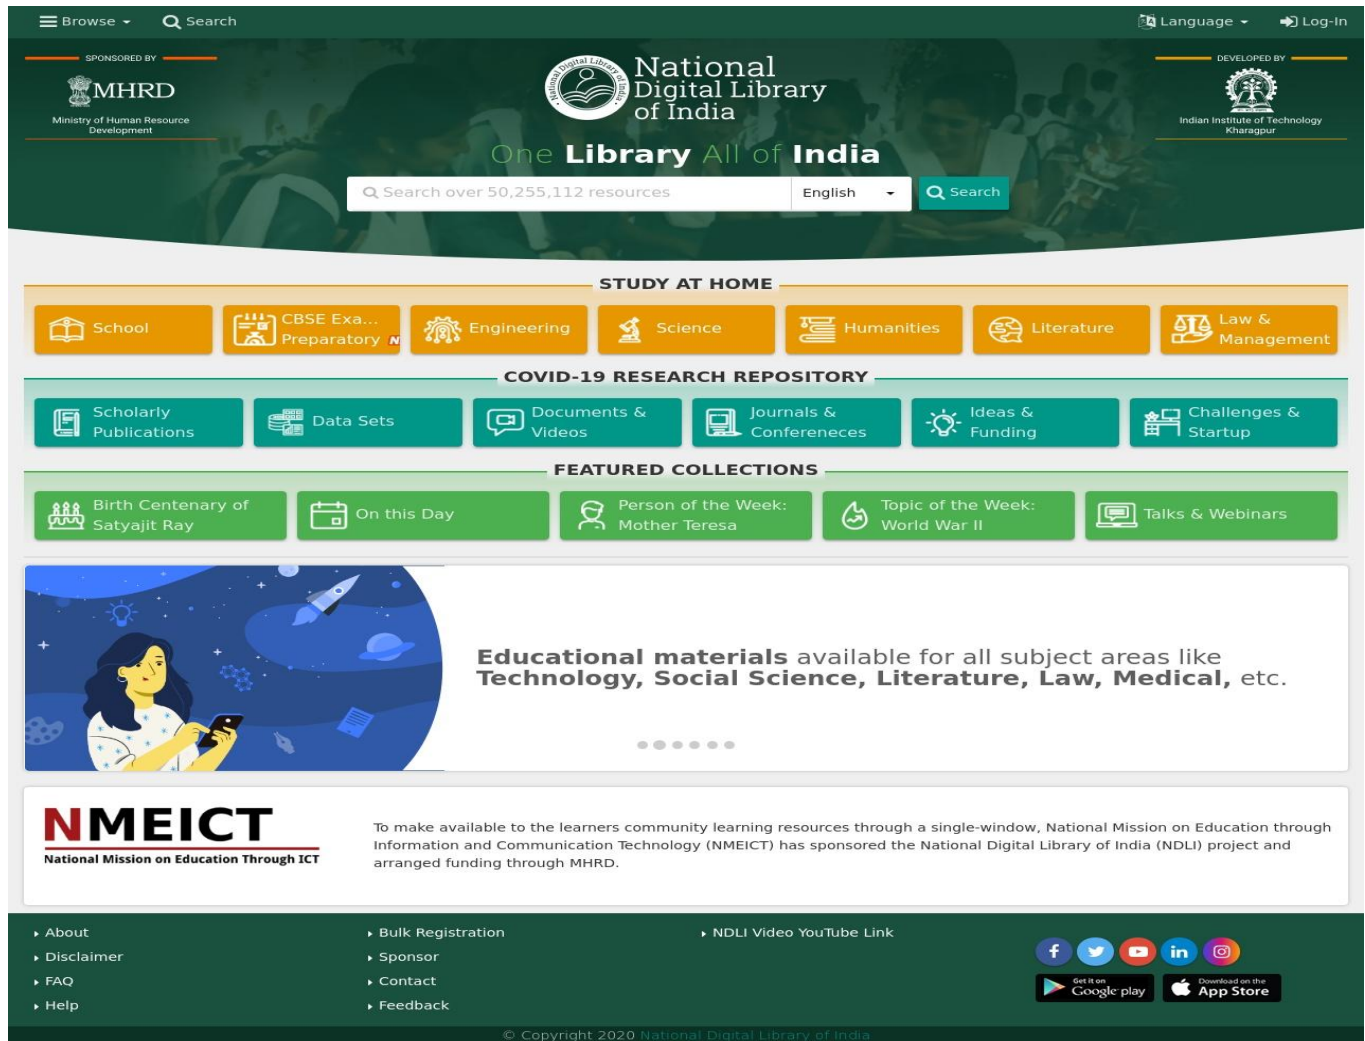 Browse
Search
Language
Log-In
SPONSORED BY
MHRD
Ministry of Human Resource
Development
National Digital Library of India
National
Digital Library
of India
DEVELOPED BY
Indian Institute of Technology
Kharagpur
One Library All of India
Search over 50,255,112 resources
English
Search
STUDY AT HOME
School
CBSE Exa...
Preparatory N
Engineering
Science
Humanities
Literature
Law &
Management
COVID-19 RESEARCH REPOSITORY
Scholarly
Publications
Data Sets
Documents &
Videos
Journals &
Confereneces
Ideas &
Funding
Challenges &
Startup
FEATURED COLLECTIONS
Birth Centenary of
Satyajit Ray
On this Day
Person of the Week:
Mother Teresa
Topic of the Week:
World War II
Talks & Webinars
Educational materials available for all subject areas like
Technology, Social Science, Literature, Law, Medical, etc.
NMEICT
National Mission on Education Through ICT
To make available to the learners community learning resources through a single-window, National Mission on Education through
Information and Communication Technology (NMEICT) has sponsored the National Digital Library of India (NDLI) project and
arranged funding through MHRD.
About
Disclaimer
FAQ
Help
Bulk Registration
Sponsor
Contact
Feedback
NDLI Video YouTube Link
Get it on
Google play
Download on the
App Store
© Copyright 2020 National Digital Library of India